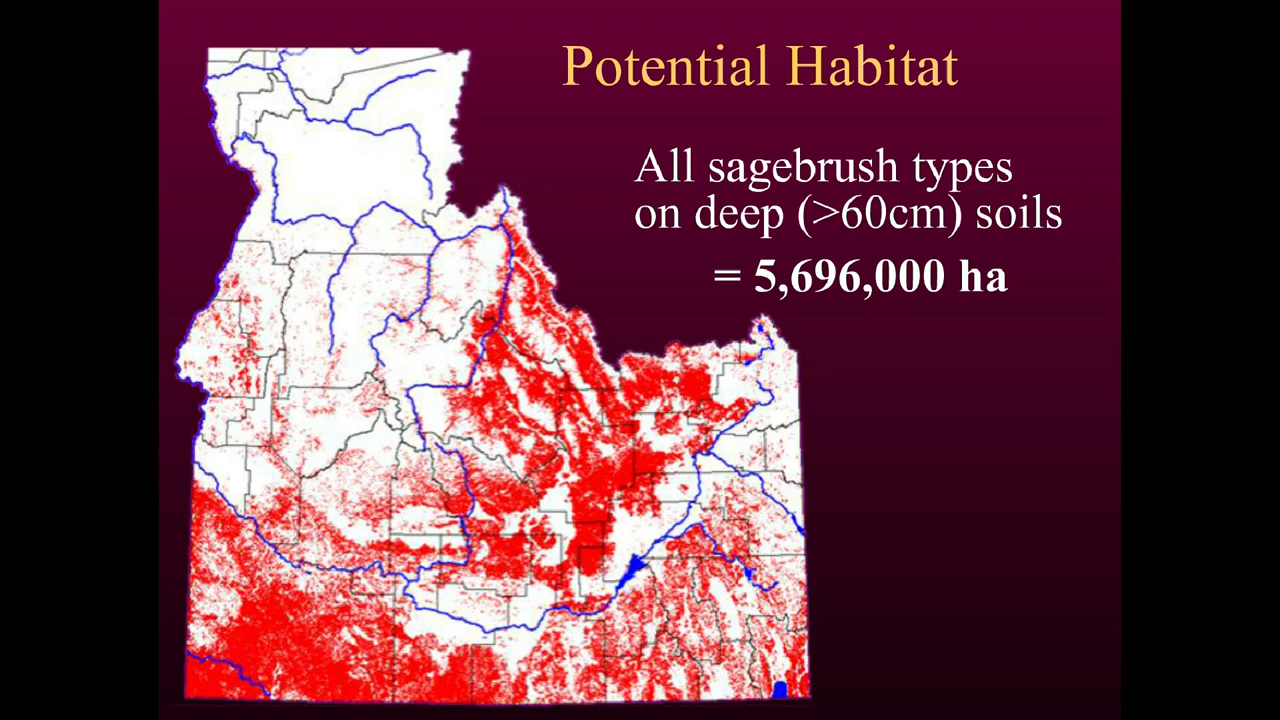 Potential Habitat
All sagebrush types
on deep (>60cm) soils
= 5,696,000 ha